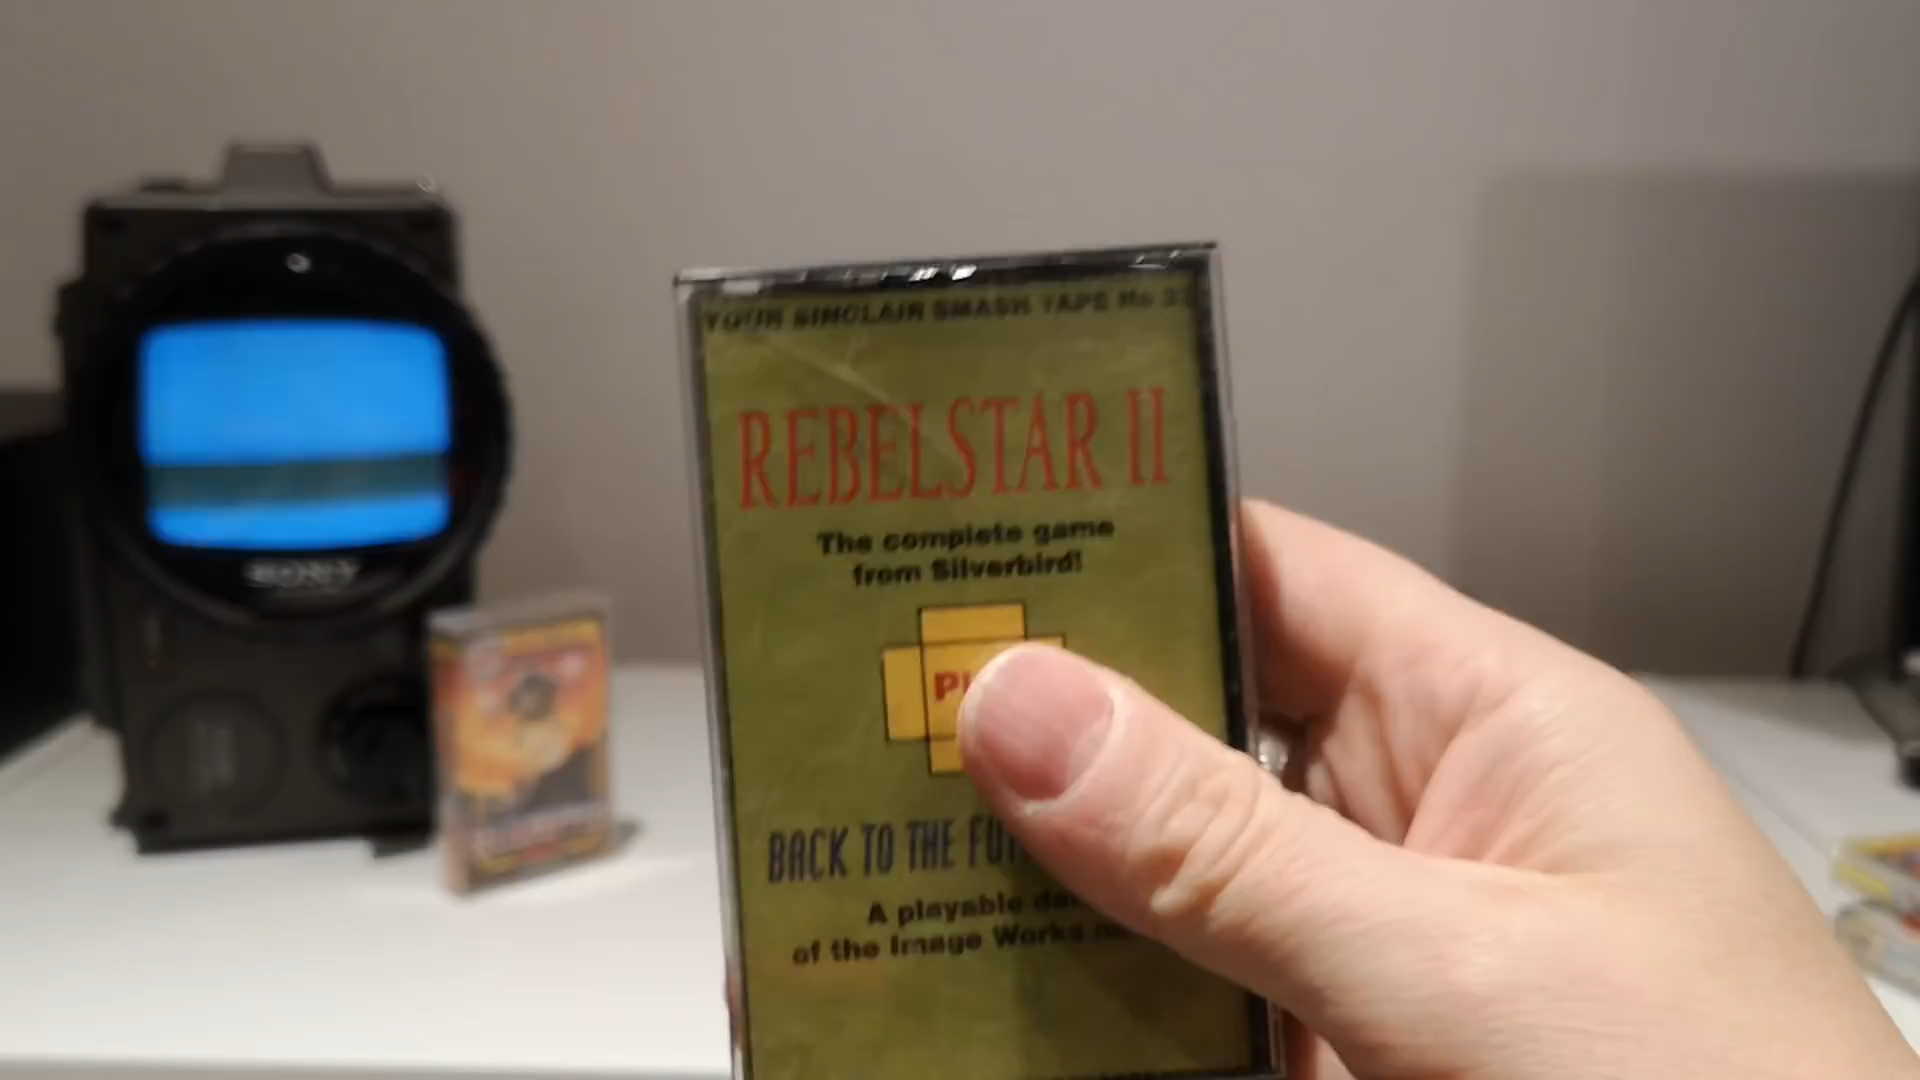 YOUR SINCLAIR SMASH TAPE No 3
REBELSTAR II
The complete game
from Silverbird!
BACK TO THE FU
A playable
of the Image Works
SONY